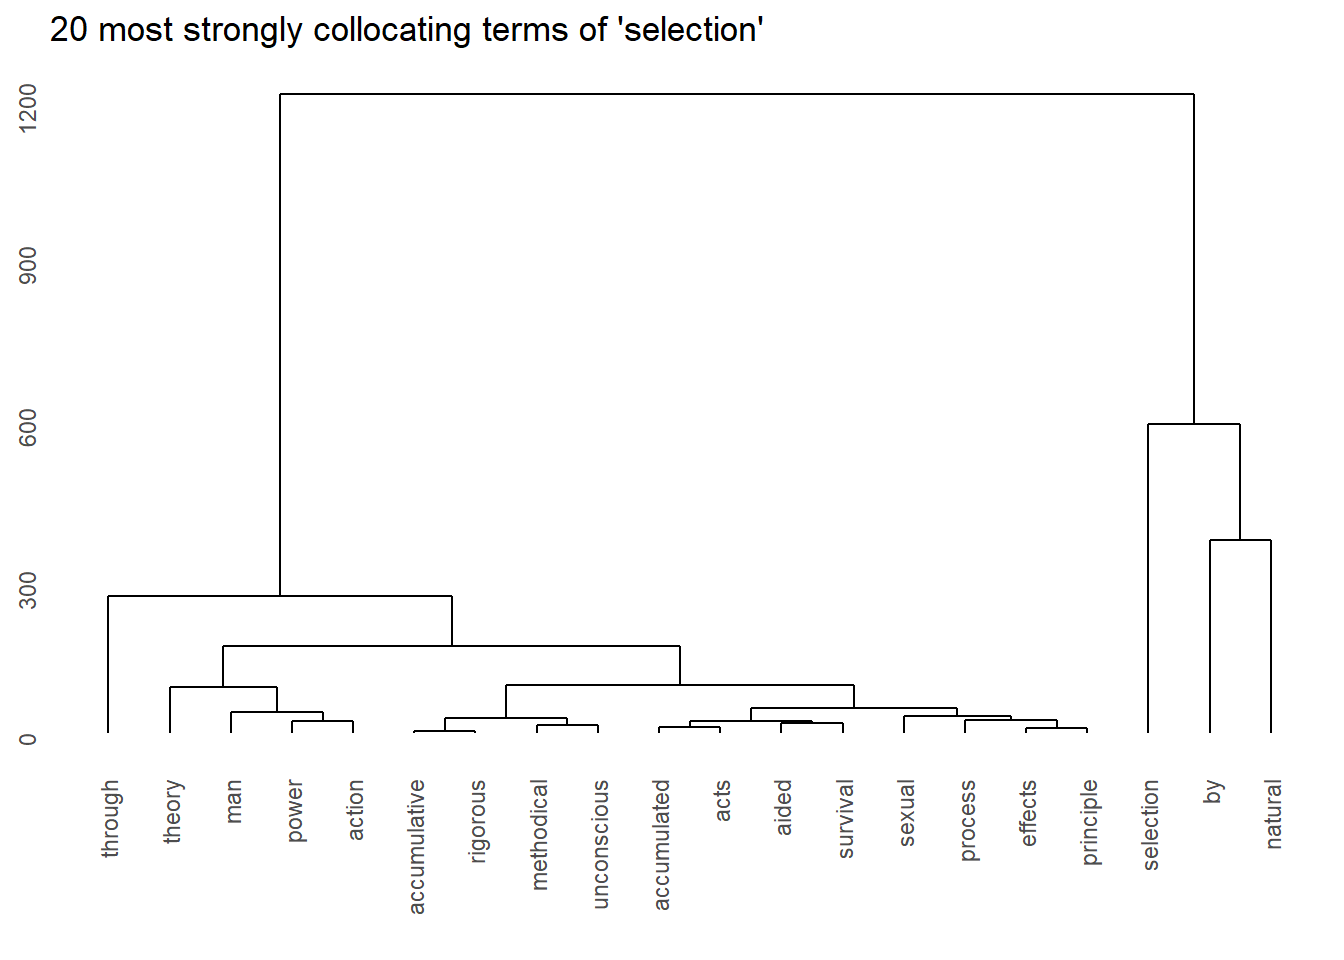 20 most strongly collocating terms of 'selection'
1200
900
600
300
0
through
theory
man
power
action
accumulative
rigorous
methodical
unconscious
accumulated
acts
aided
survival
sexual
process
effects
principle
selection
by
natural